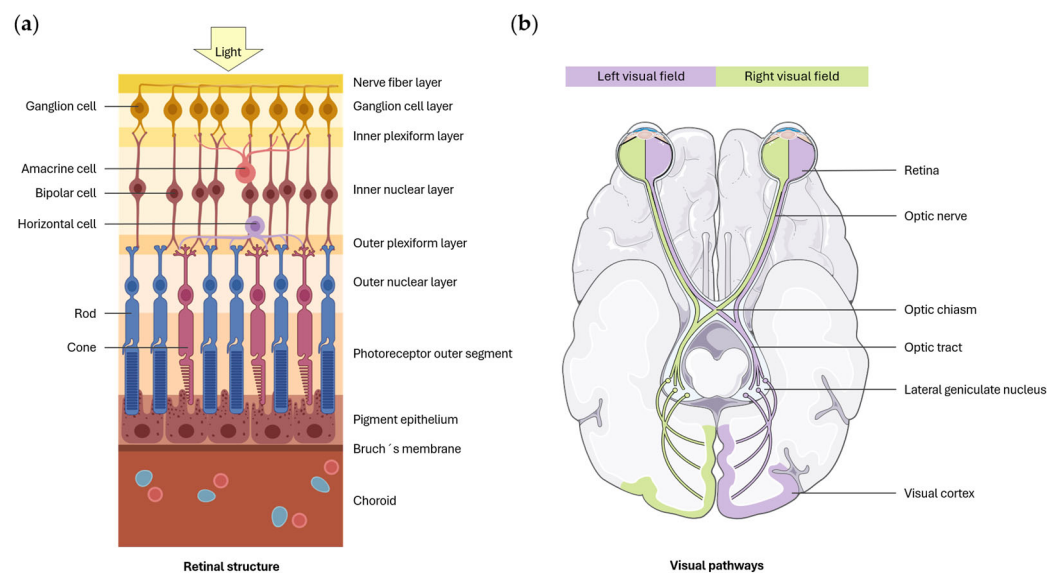 (a)
Light
Nerve fiber layer
Ganglion cell
Ganglion cell layer
Inner plexiform layer
Amacrine cell
Bipolar cell
Inner nuclear layer
Horizontal cell
Outer plexiform layer
Outer nuclear layer
Rod
Cone
Photoreceptor outer segment
Pigment epithelium
Bruch´s membrane
Choroid
Retinal structure
(b)
Left visual field
Right visual field
Retina
Optic nerve
Optic chiasm
Optic tract
Lateral geniculate nucleus
Visual cortex
Visual pathways